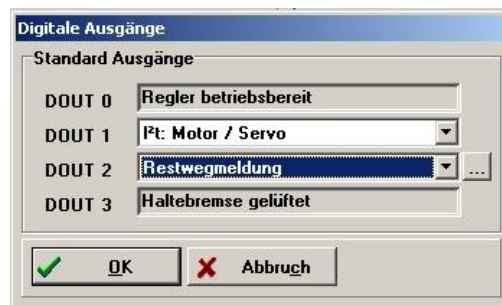 Digitale Ausgänge
Standard Ausgänge
DOUT 0 Regler betriebsbereit
DOUT 1 I²t: Motor / Servo
DOUT 2 Restwegmeldung ...
DOUT 3 Haltebremse gelüftet
OK Abbruch